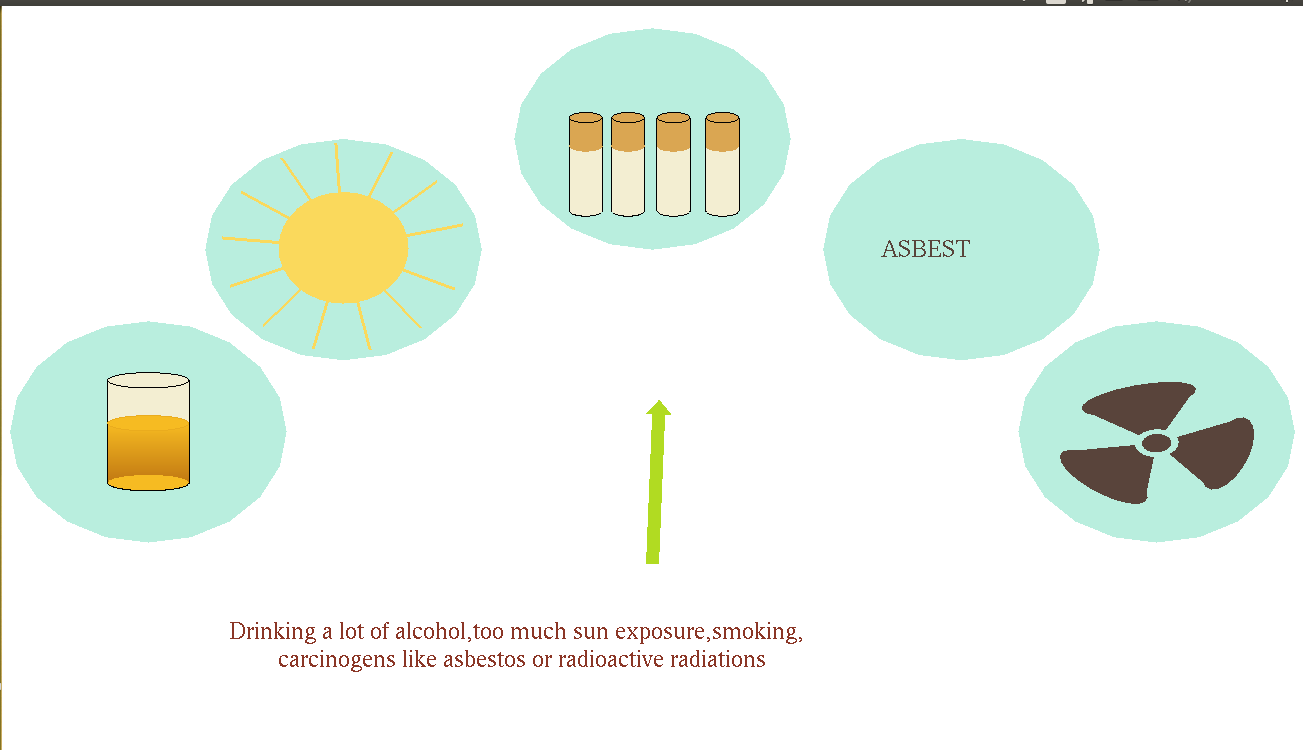 ASBEST
Drinking a lot of alcohol,too much sun exposure,smoking,
carcinogens like asbestos or radioactive radiations